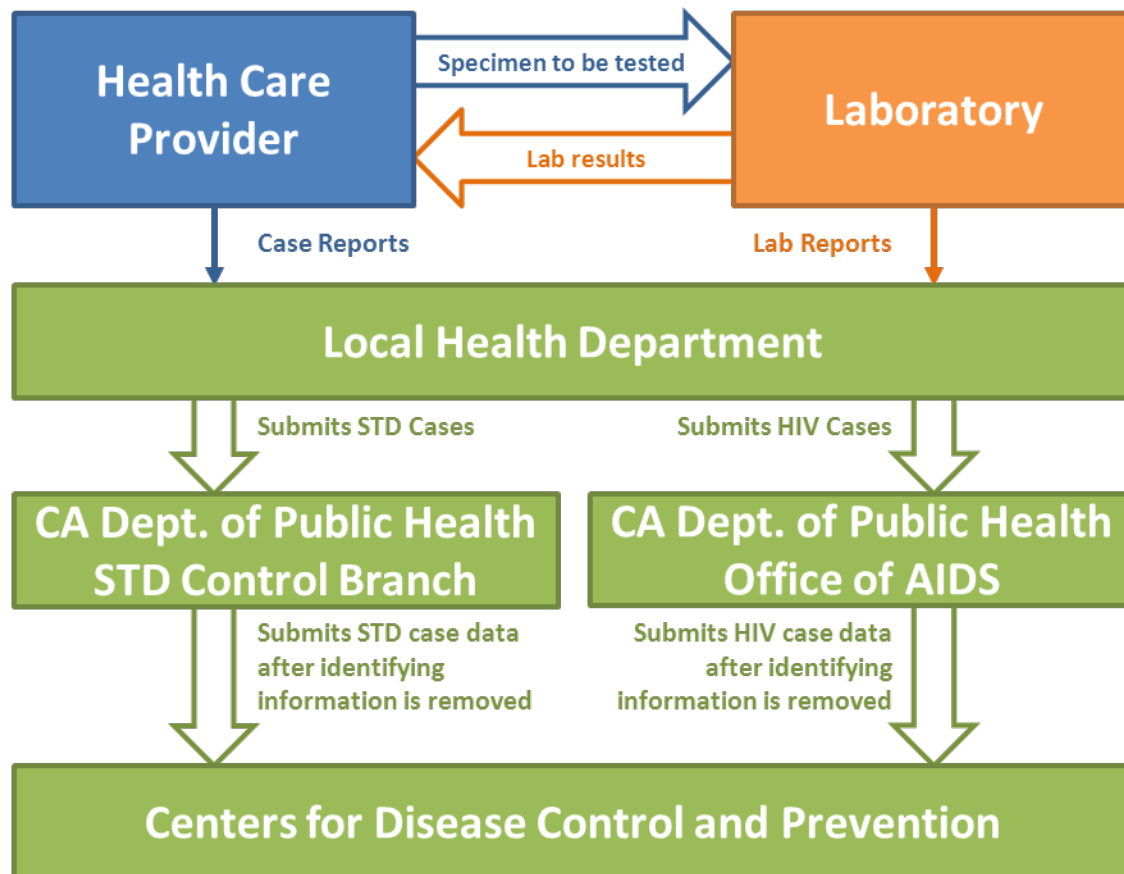 Health Care
Provider
Specimen to be tested
Lab results
Laboratory
Case Reports
Lab Reports
Local Health Department
Submits STD Cases
Submits HIV Cases
CA Dept. of Public Health
STD Control Branch
CA Dept. of Public Health
Office of AIDS
Submits STD case data
after identifying
information is removed
Submits HIV case data
after identifying
information is removed
Centers for Disease Control and Prevention